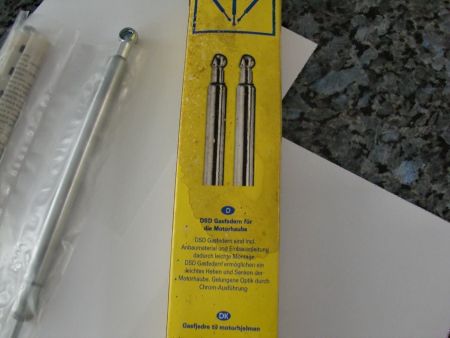 D
DSD Gasfedern für
die Motorhaube
DSD Gasfedern sind incl.
Anbaumaterial und Einbauanleitung
dadurch leichte Montage.
DSD Gasfedern ermöglichen ein
leichtes Heben und Senken der
Motorhaube. Gelungene Optik durch
Chrom-Ausführung
DK
Gasfjedre til motorhjelmen